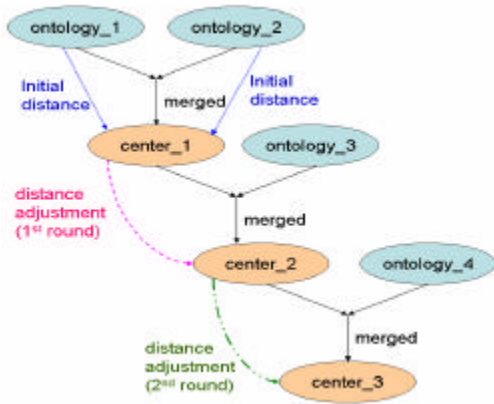 ontology_1
ontology_2
Initial
distance
Initial
distance
merged
center_1
ontology_3
distance
adjustment
(1st round)
merged
center_2
ontology_4
distance
adjustment
(2nd round)
merged
center_3